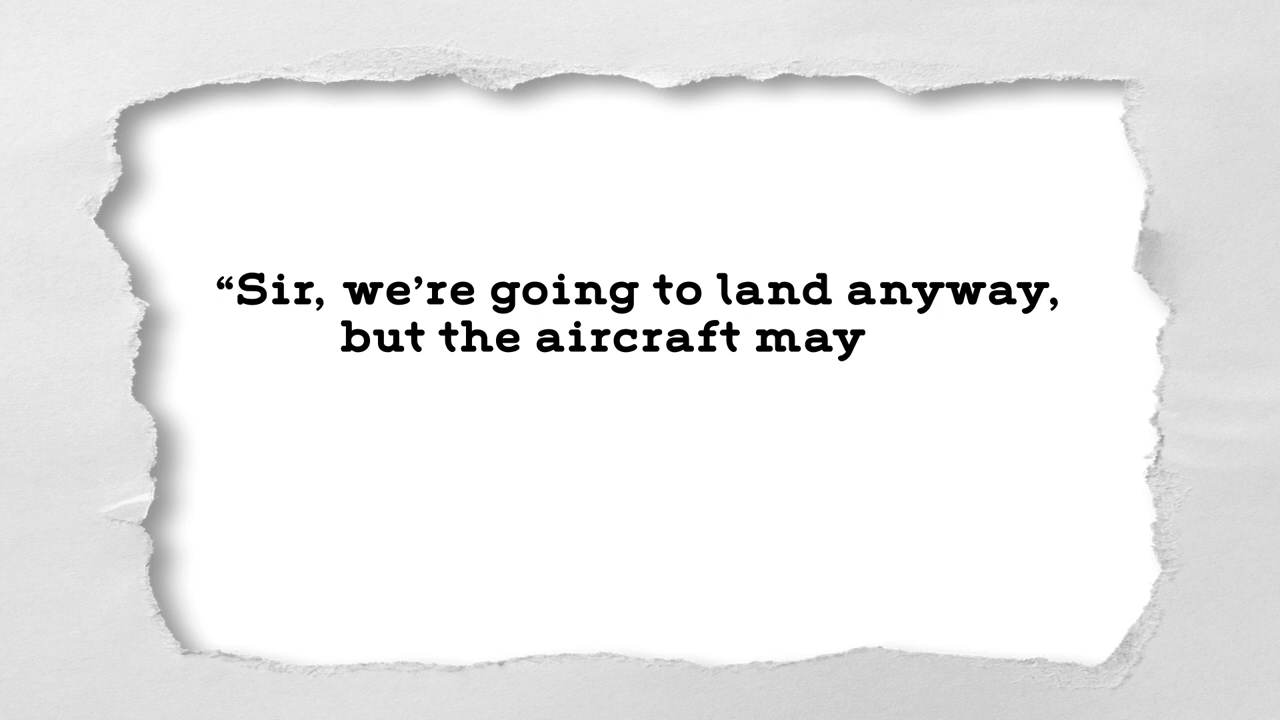 “Sir, we’re going to land anyway,
but the aircraft may